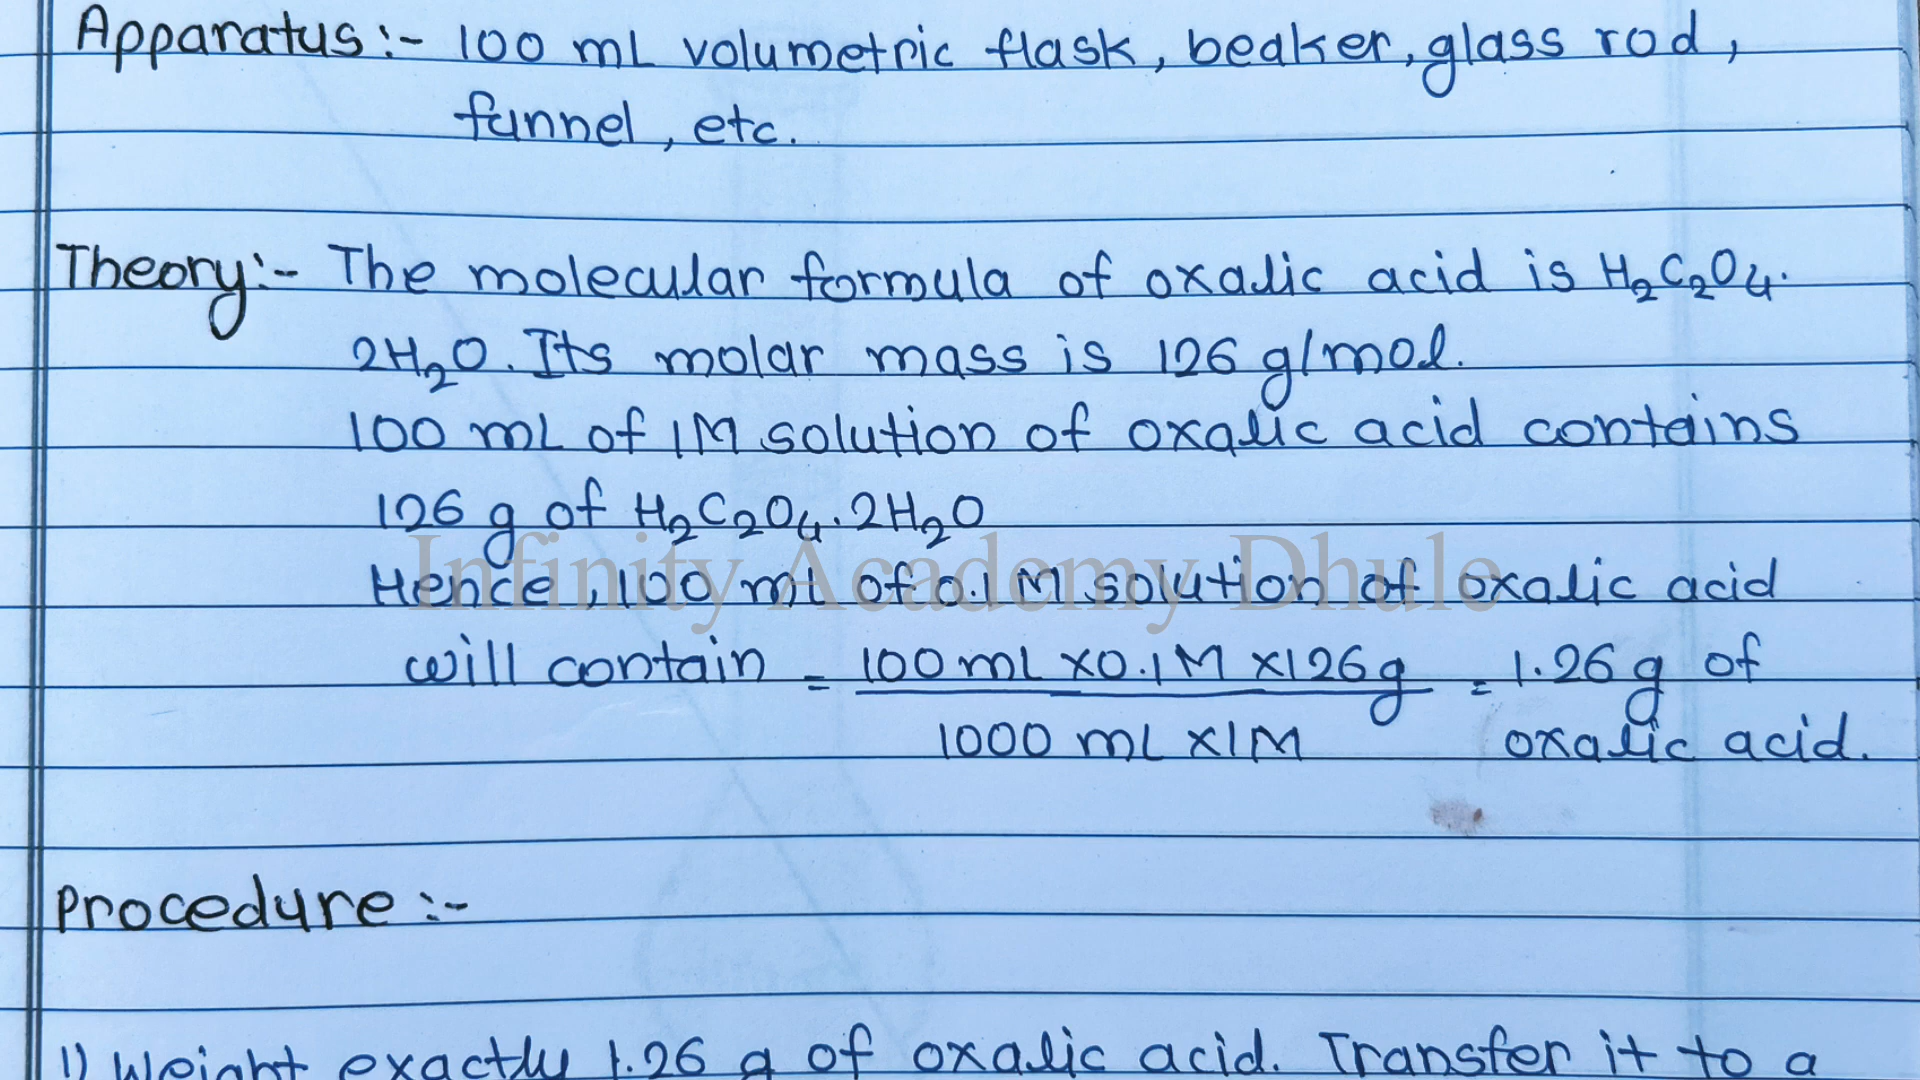 Apparatus :- 100 mL volumetric flask, beaker, glass rod,
funnel, etc.
Theory :- The molecular formula of oxalic acid is H₂C₂O₄.
2H₂O. Its molar mass is 126 g/mol.
100 mL of 1M solution of oxalic acid contains
126 g of H₂C₂O₄.2H₂O
Infinity Academy Dhule
Hence, 100 mL of 0.1 M solution of oxalic acid
will contain = 100 mL x0.1M x126g = 1.26 g of
1000 mL x1M oxalic acid.
Procedure :-
1) Weight exactly 1.26 g of oxalic acid. Transfer it to a